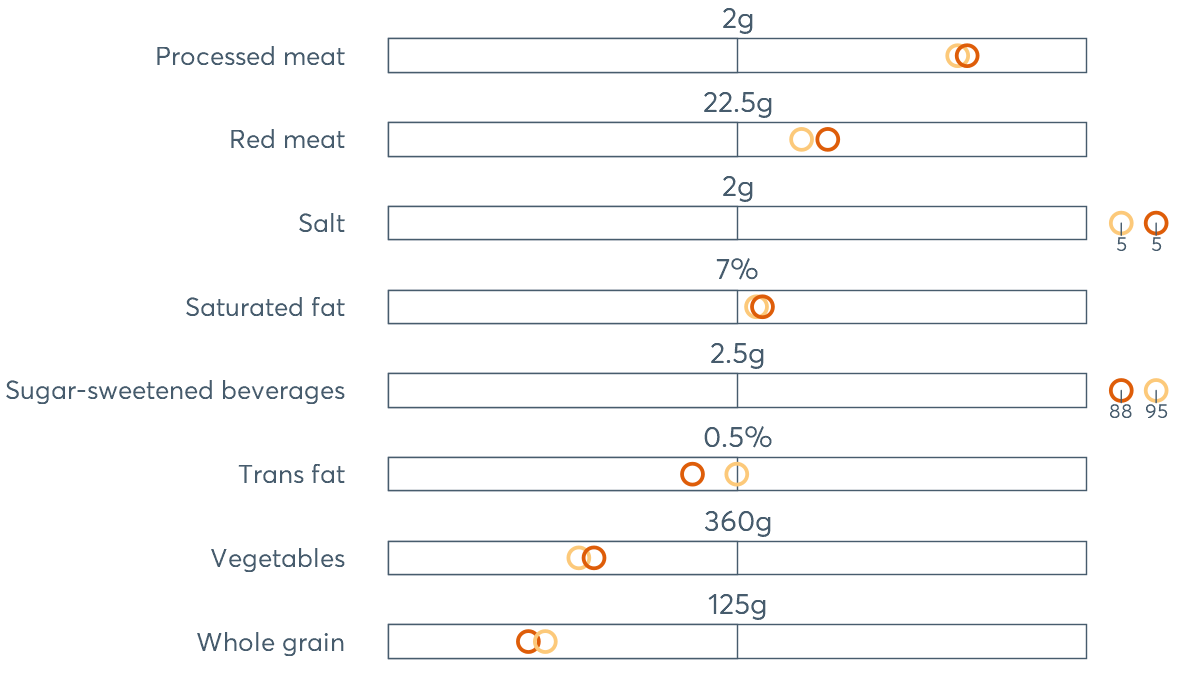 2g
Processed meat
22.5g
Red meat
2g
Salt
5 5
7%
Saturated fat
2.5g
Sugar-sweetened beverages
88 95
0.5%
Trans fat
360g
Vegetables
125g
Whole grain